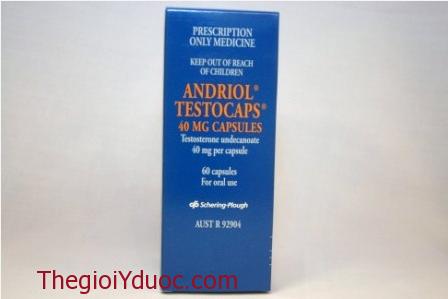 PRESCRIPTION
ONLY MEDICINE
KEEP OUT OF REACH
OF CHILDREN
ANDRIOL®
TESTOCAPS®
40 MG CAPSULES
Testosterone undecanoate
40 mg per capsule
60 capsules
For oral use
Schering-Plough
AUST R 92904
ThegioiYduoc.com